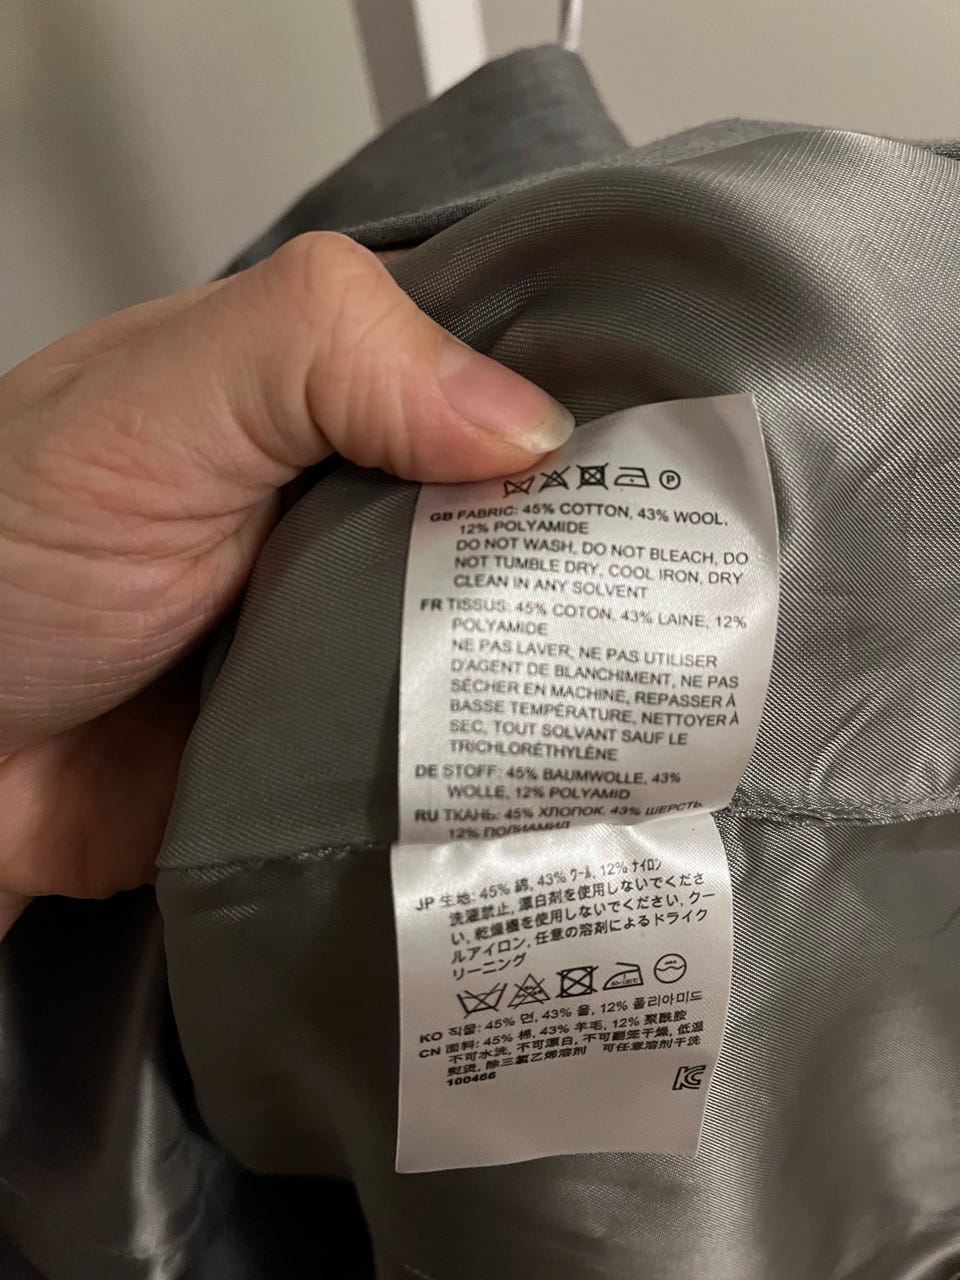 P
GB FABRIC: 45% COTTON, 43% WOOL,
12% POLYAMIDE
DO NOT WASH, DO NOT BLEACH, DO
NOT TUMBLE DRY, COOL IRON, DRY
CLEAN IN ANY SOLVENT
FR TISSUS: 45% COTON, 43% LAINE, 12%
POLYAMIDE
NE PAS LAVER, NE PAS UTILISER
D'AGENT DE BLANCHIMENT, NE PAS
SÉCHER EN MACHINE, REPASSER À
BASSE TEMPÉRATURE, NETTOYER À
SEC, TOUT SOLVANT SAUF LE
TRICHLORÉTHYLÈNE
DE STOFF: 45% BAUMWOLLE, 43%
WOLLE, 12% POLYAMID
RU ТКАНЬ: 45% ХЛОПОК, 43% ШЕРСТЬ,
12% ПОЛИАМИД
JP 生地: 45% 綿, 43% ウール, 12% ナイロン
洗濯禁止, 漂白剤を使用しないでくださ
い, 乾燥機を使用しないでください, クー
ルアイロン, 任意の溶剤によるドライク
リーニング
KO 직물: 45% 면, 43% 울, 12% 폴리아미드
CN 面料: 45% 棉, 43% 羊毛, 12% 聚酰胺
不可水洗, 不可漂白, 不可翻笼干燥, 低温
熨烫, 除三氯乙烯溶剂 可任意溶剂干洗
100466
KC